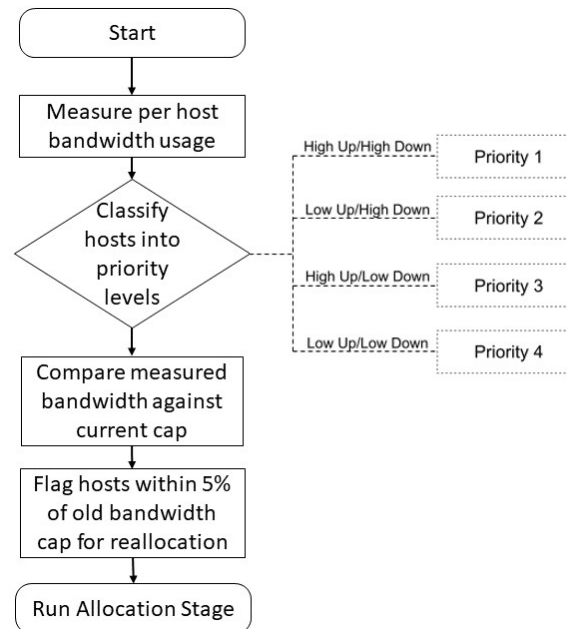 Start
Measure per host
bandwidth usage
Classify
hosts into
priority
levels
High Up/High Down
Priority 1
Low Up/High Down
Priority 2
High Up/Low Down
Priority 3
Low Up/Low Down
Priority 4
Compare measured
bandwidth against
current cap
Flag hosts within 5%
of old bandwidth
cap for reallocation
Run Allocation Stage